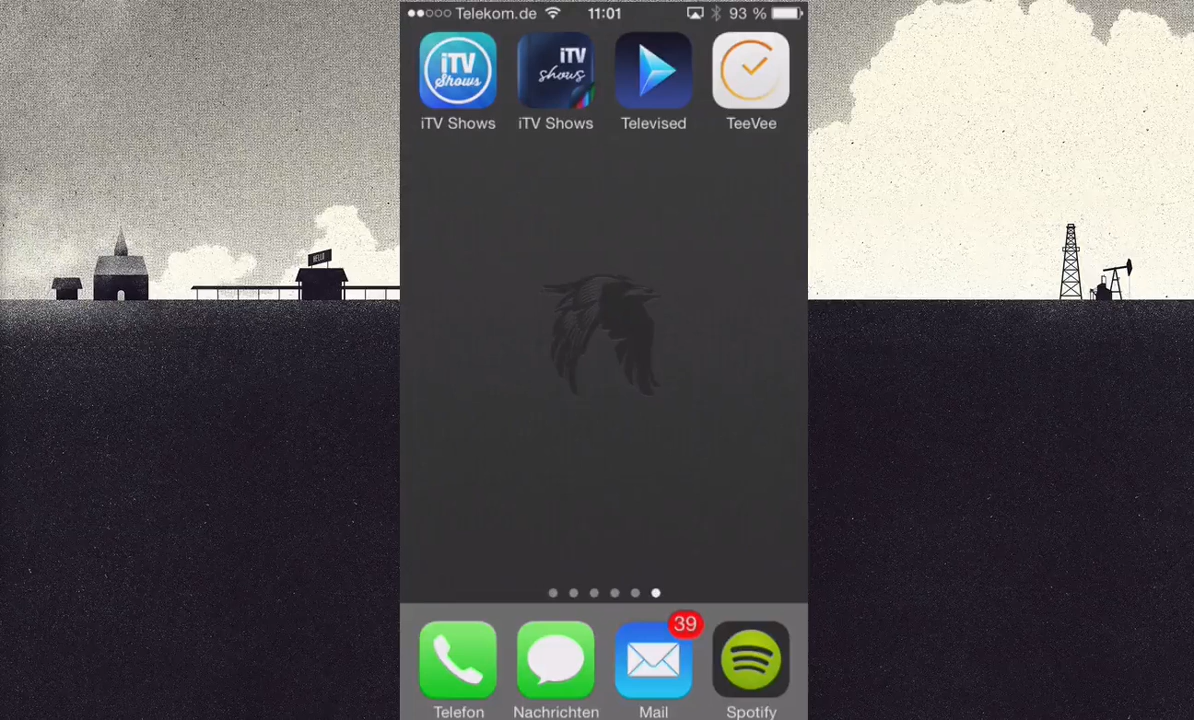 Telekom.de 11:01 93 %
iTV Shows iTV shows
iTV Shows iTV Shows Televised TeeVee
HELLO
39
Telefon Nachrichten Mail Spotify